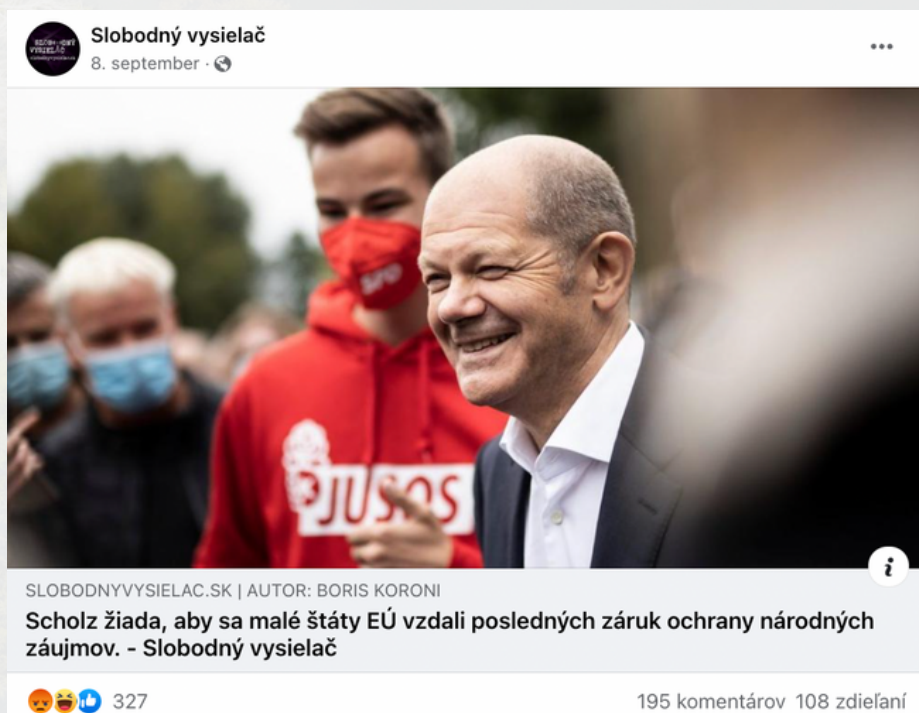 Slobodný vysielač
8. september
SPD
JUSOS
SLOBODNYVYSIELAC.SK | AUTOR: BORIS KORONI
Scholz žiada, aby sa malé štáty EÚ vzdali posledných záruk ochrany národných
záujmov. - Slobodný vysielač
327
195 komentárov 108 zdieľaní